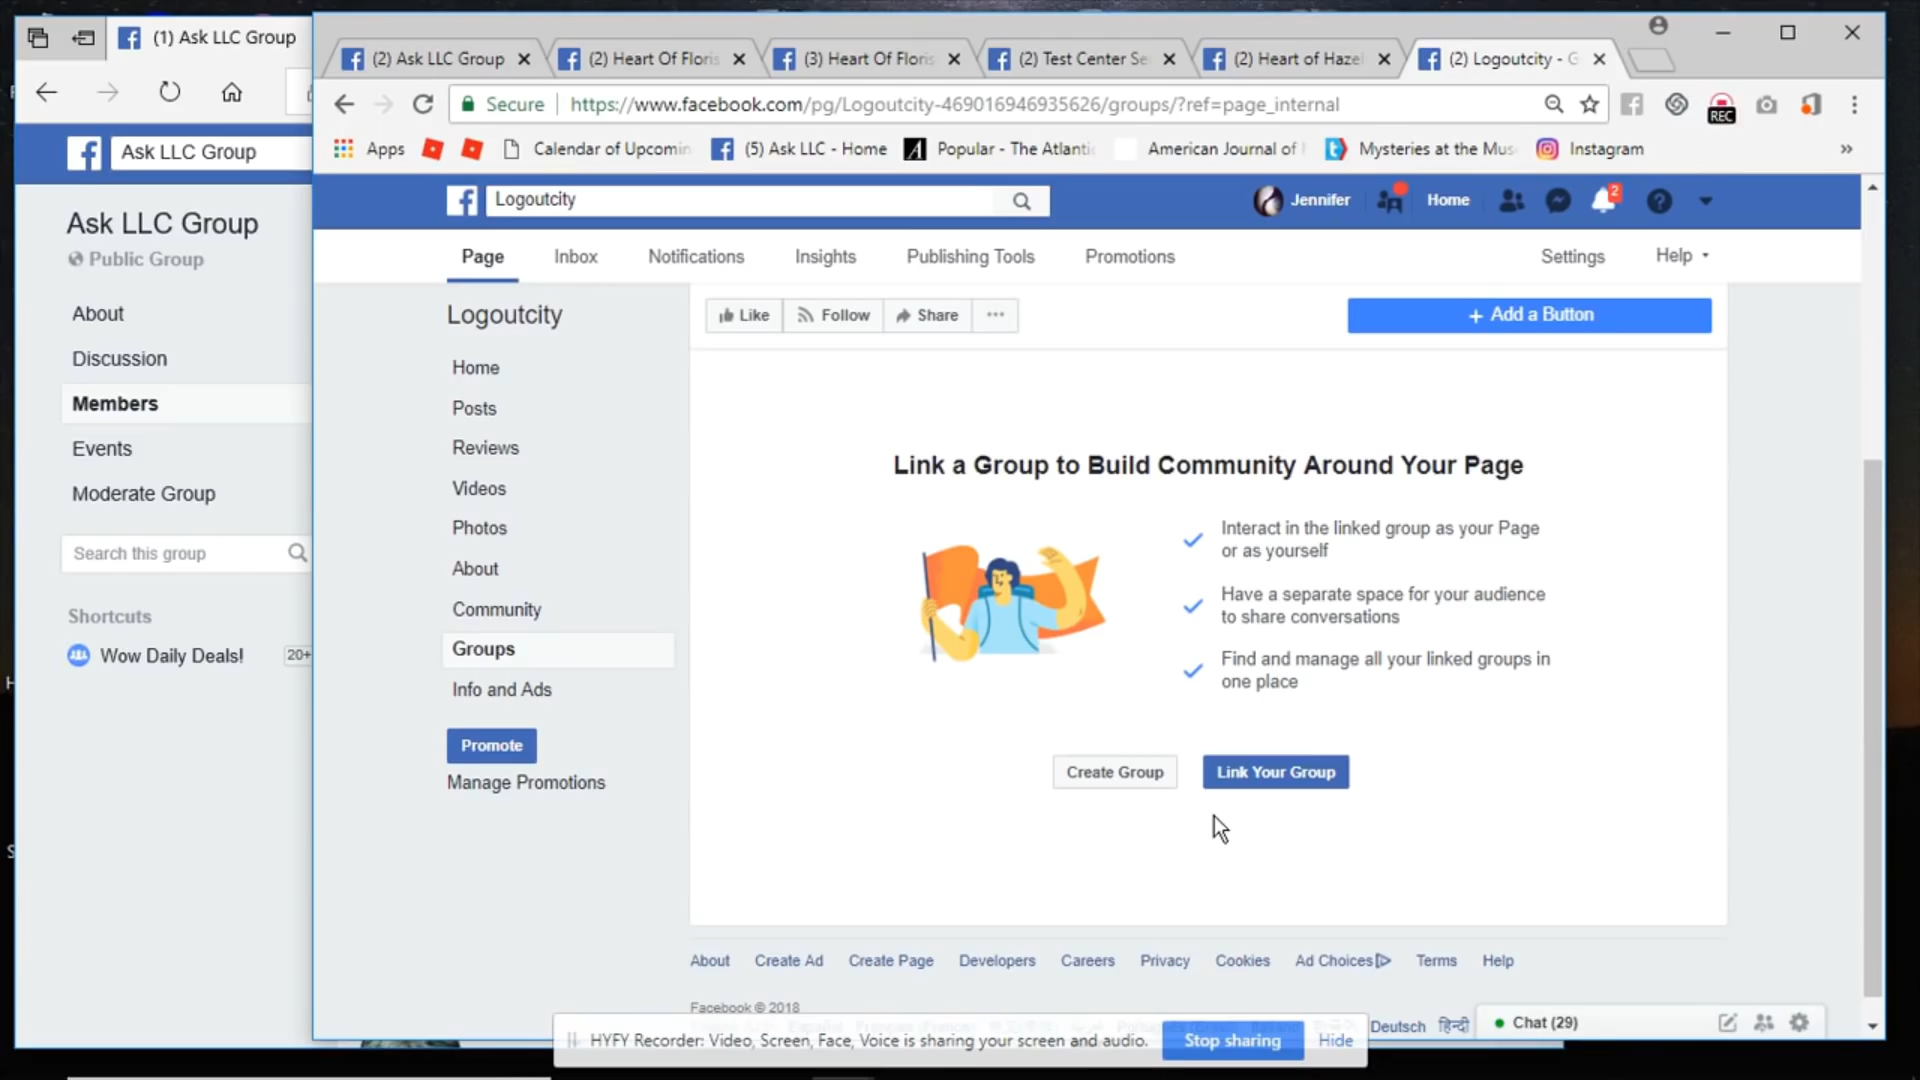 (1) Ask LLC Group
Ask LLC Group
Ask LLC Group
Public Group
About
Discussion
Members
Events
Moderate Group
Search this group
Shortcuts
Wow Daily Deals!
20+
(2) Ask LLC Group
(2) Heart Of Floris
(3) Heart Of Floris
(2) Test Center Se
(2) Heart of Hazel
(2) Logoutcity - G
Secure
https://www.facebook.com/pg/Logoutcity-469016946935626/groups/?ref=page_internal
REC
Apps
Calendar of Upcomin
(5) Ask LLC - Home
Popular - The Atlanti
American Journal of
Mysteries at the Mus
Instagram
»
Logoutcity
Jennifer
Home
2
Page
Inbox
Notifications
Insights
Publishing Tools
Promotions
Settings
Help
Logoutcity
Home
Posts
Reviews
Videos
Photos
About
Community
Groups
Info and Ads
Promote
Manage Promotions
Like
Follow
Share
+ Add a Button
Link a Group to Build Community Around Your Page
Interact in the linked group as your Page
or as yourself
Have a separate space for your audience
to share conversations
Find and manage all your linked groups in
one place
Create Group
Link Your Group
About
Create Ad
Create Page
Developers
Careers
Privacy
Cookies
Ad Choices
Terms
Help
Facebook © 2018
Deutsch
हिन्दी
Chat (29)
HYFY Recorder: Video, Screen, Face, Voice is sharing your screen and audio.
Stop sharing
Hide